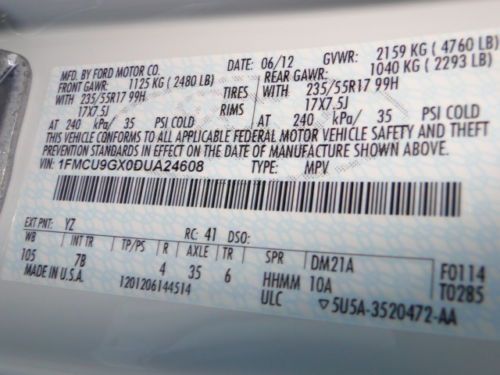 MFD. BY FORD MOTOR CO. DATE: 06/12 GVWR: 2159 KG ( 4760 LB)
FRONT GAWR: 1125 KG ( 2480 LB) REAR GAWR: 1040 KG ( 2293 LB)
WITH 235/55R17 99H TIRES WITH 235/55R17 99H
17X7.5J RIMS 17X7.5J
AT 240 kPa/ 35 PSI COLD AT 240 kPa/ 35 PSI COLD
THIS VEHICLE CONFORMS TO ALL APPLICABLE FEDERAL MOTOR VEHICLE SAFETY AND THEFT
PREVENTION STANDARDS IN EFFECT ON THE DATE OF MANUFACTURE SHOWN ABOVE.
VIN: 1FMCU9GX0DUA24608 TYPE: MPV
EXT PNT: YZ RC: 41 DSO:
WB INT TR TP/PS R AXLE TR SPR DM21A F0114
105 7B 4 35 6 HHMM 10A T0285
MADE IN U.S.A. 1201206144514 ULC 5U5A-3520472-AA